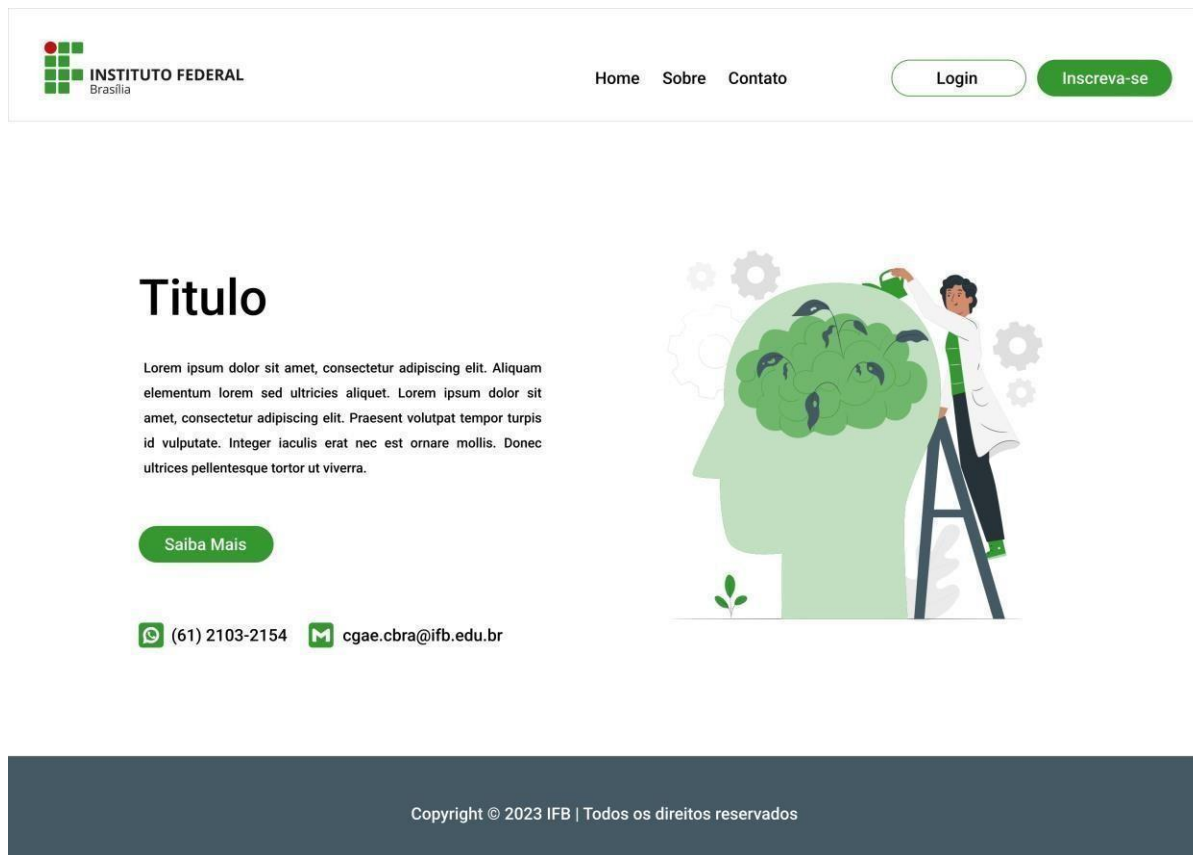 INSTITUTO FEDERAL
Brasília
Home Sobre Contato Login Inscreva-se
Titulo
Lorem ipsum dolor sit amet, consectetur adipiscing elit. Aliquam
elementum lorem sed ultricies aliquet. Lorem ipsum dolor sit
amet, consectetur adipiscing elit. Praesent volutpat tempor turpis
id vulputate. Integer iaculis erat nec est ornare mollis. Donec
ultrices pellentesque tortor ut viverra.
Saiba Mais
(61) 2103-2154 cgae.cbra@ifb.edu.br
Copyright © 2023 IFB | Todos os direitos reservados